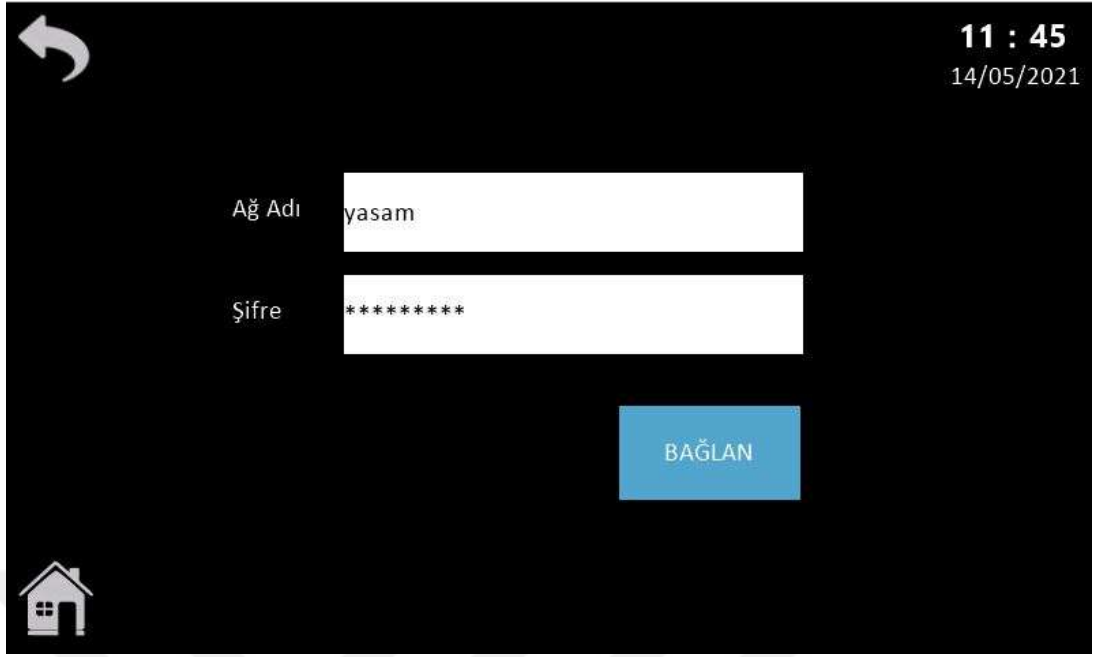 11 : 45
14/05/2021
Ağ Adı
yasam
Şifre
*********
BAĞLAN